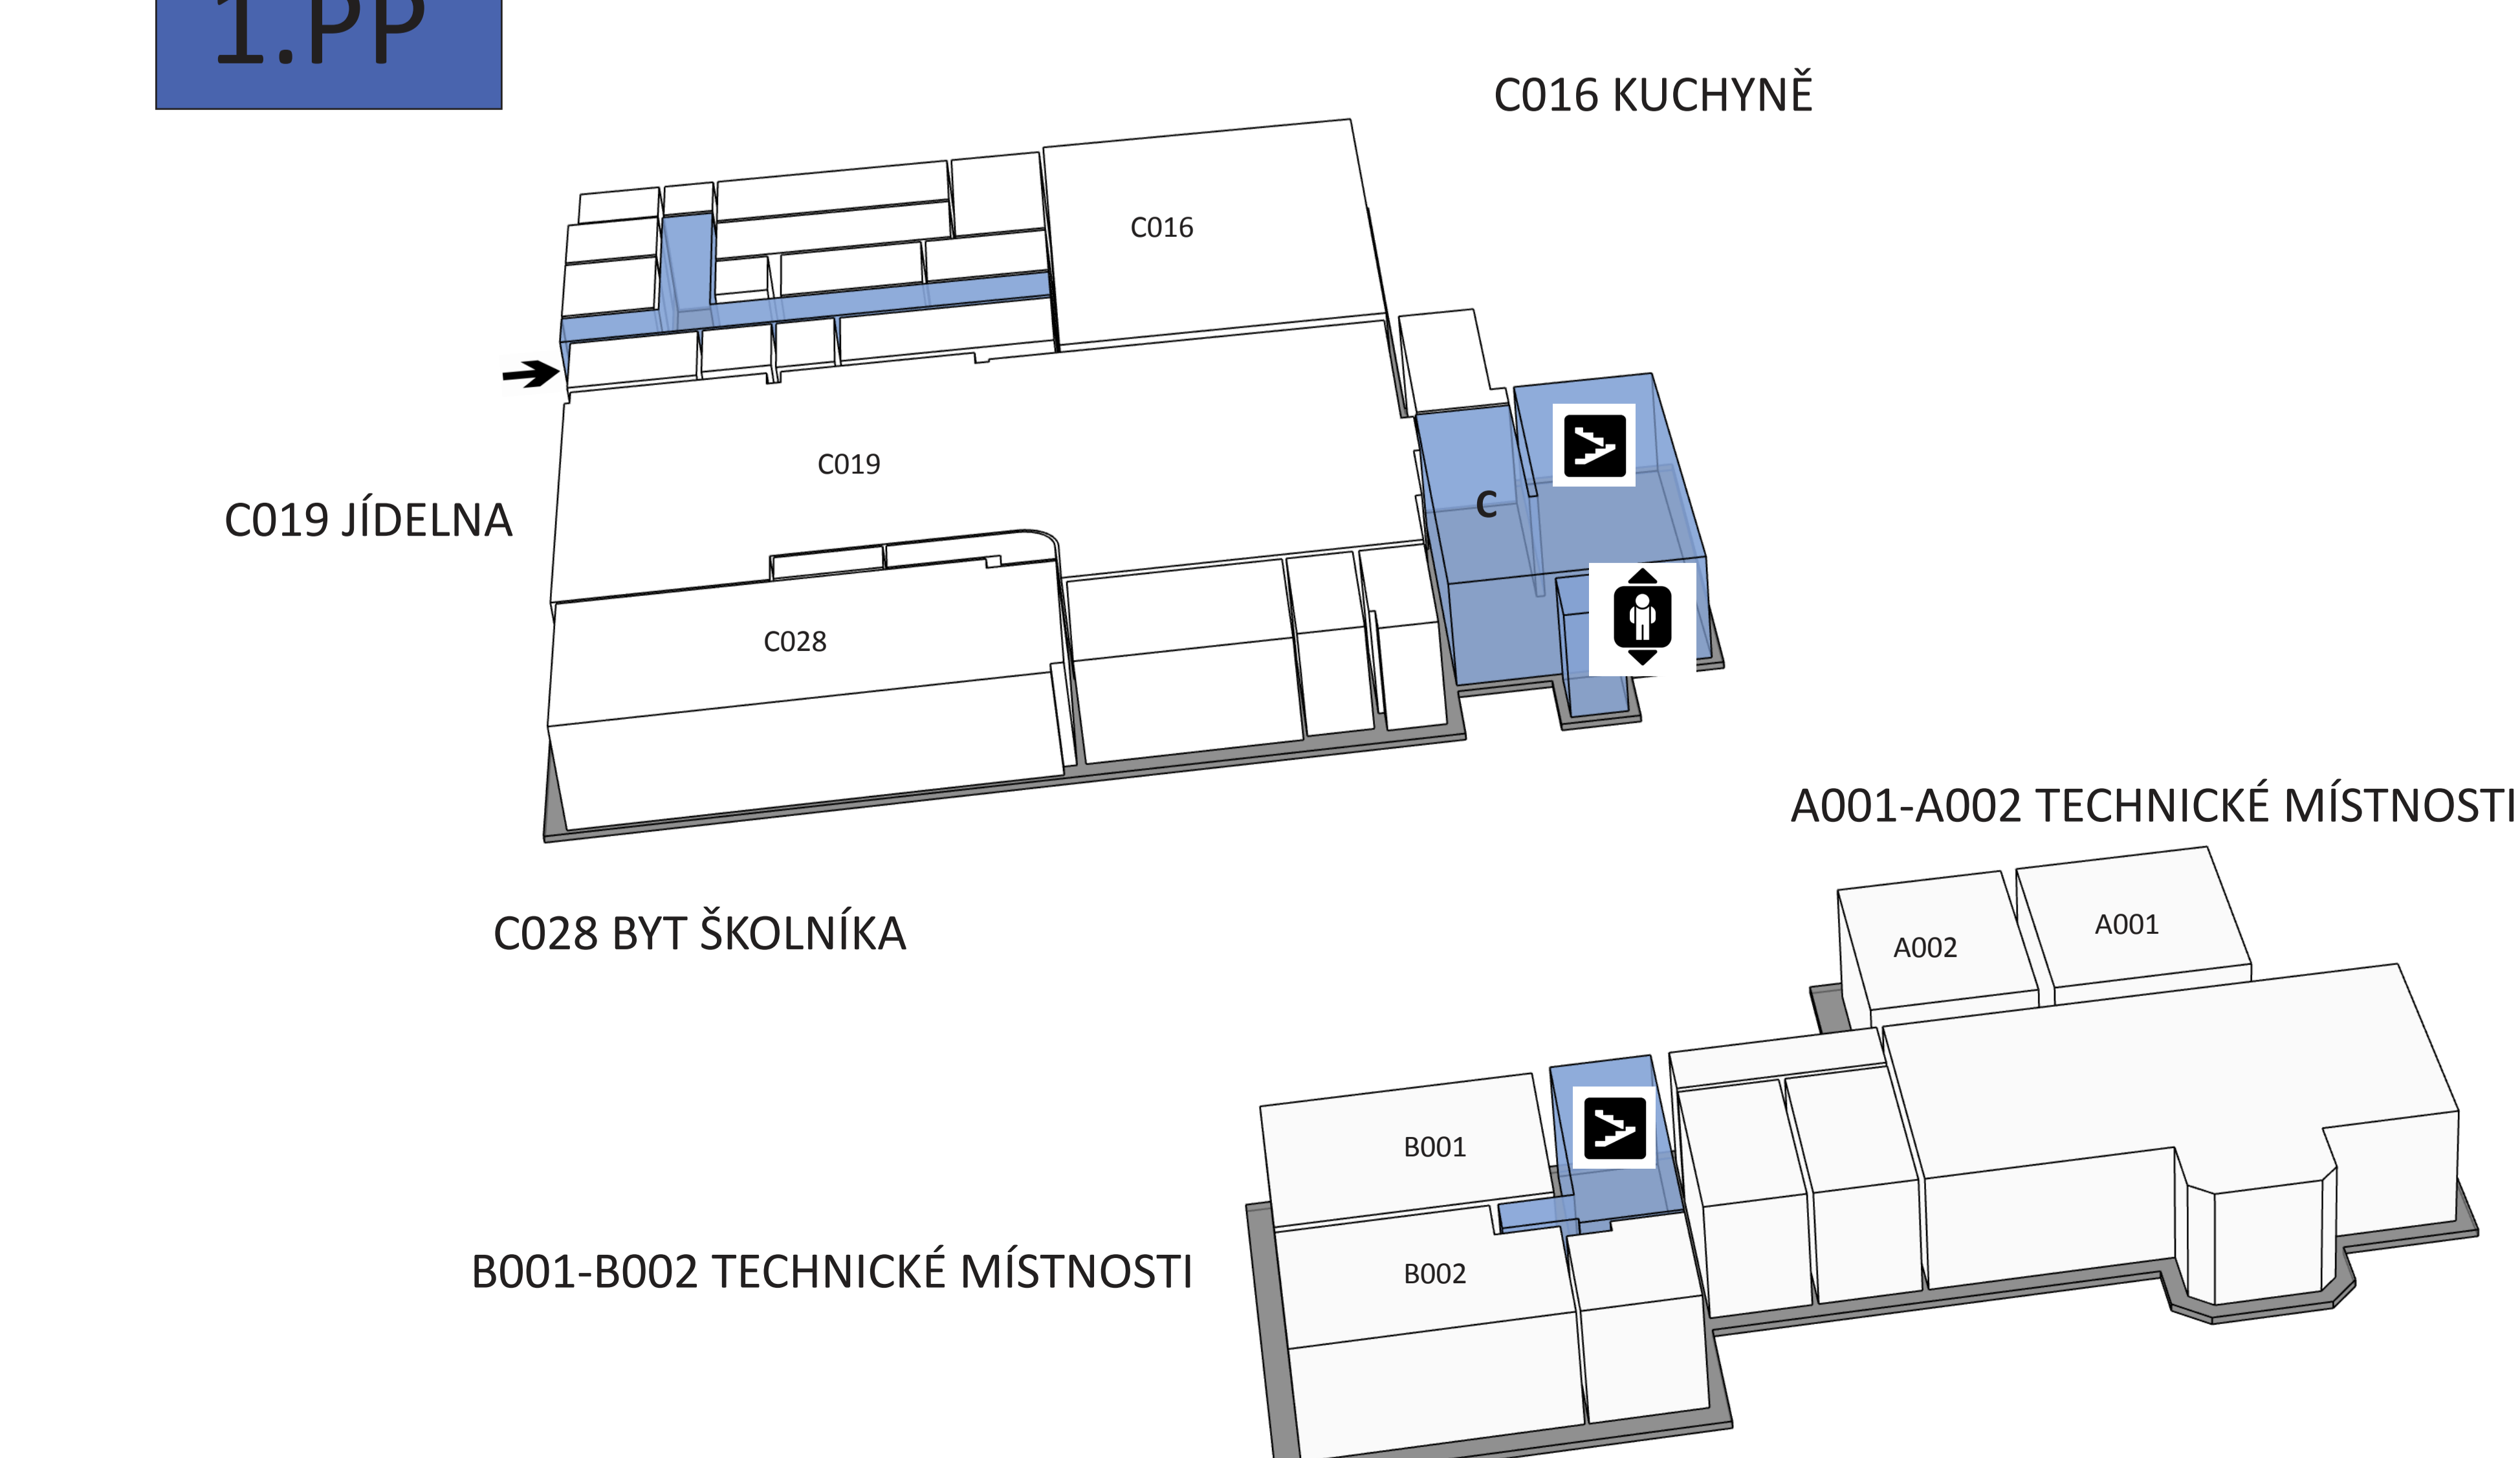 1.PP
C016 KUCHYNĚ
C016
C019
C
C019 JÍDELNA
C028
A001-A002 TECHNICKÉ MÍSTNOSTI
C028 BYT ŠKOLNÍKA
A001
A002
B001
B001-B002 TECHNICKÉ MÍSTNOSTI
B002